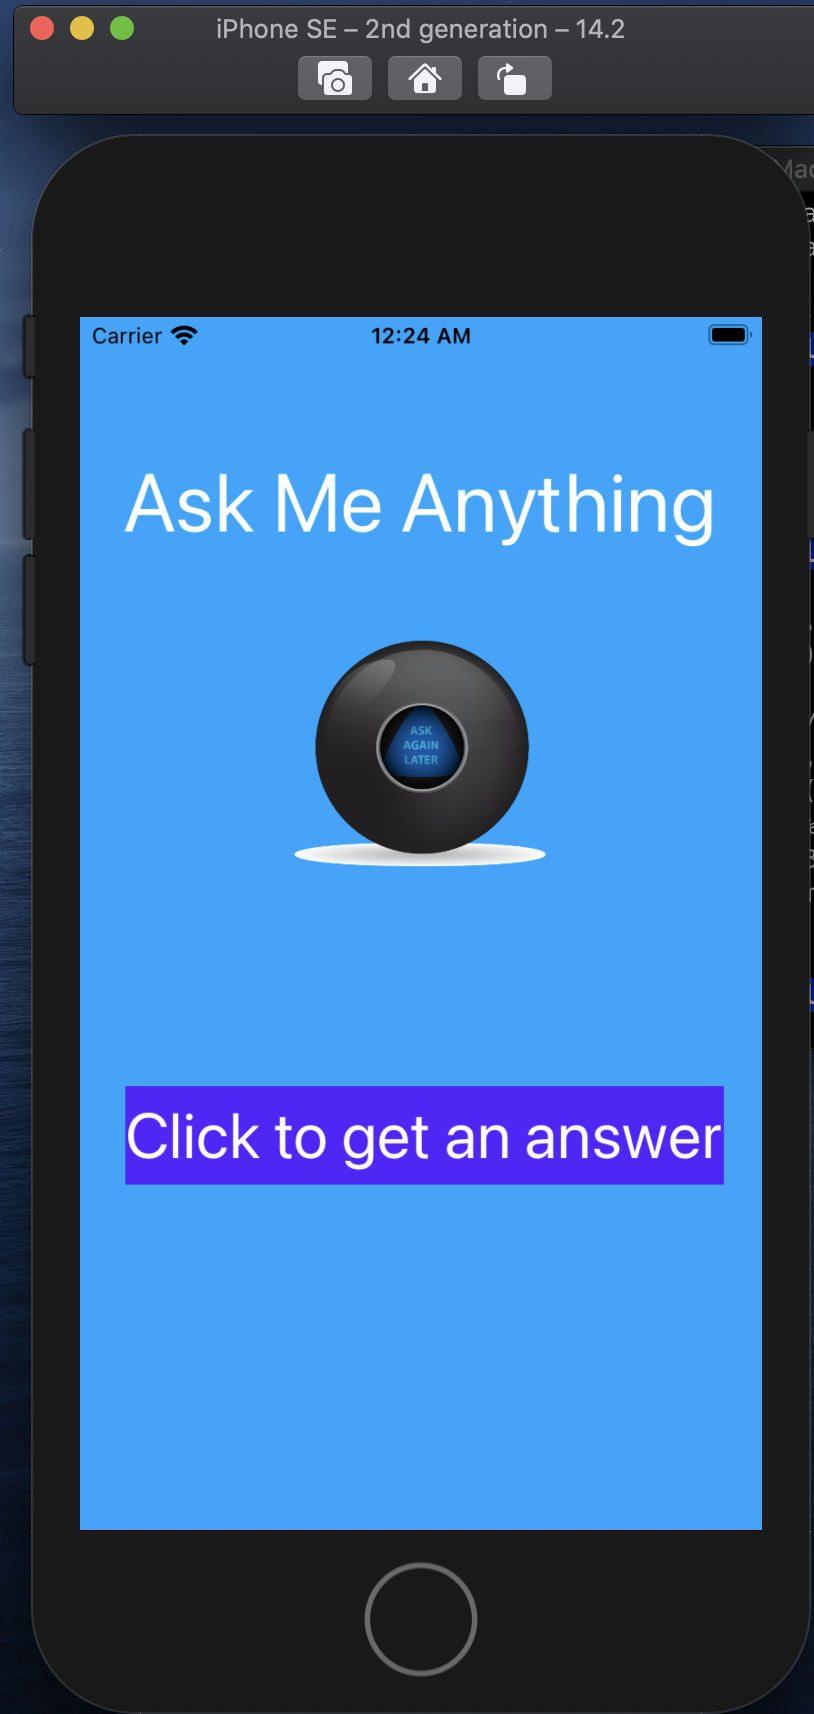 iPhone SE – 2nd generation – 14.2
Carrier 12:24 AM
Ask Me Anything
ASK
AGAIN
LATER
Click to get an answer